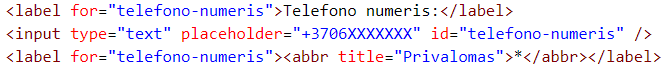 <label for="telefono-numeris">Telefono numeris:</label>
<input type="text" placeholder="+3706XXXXXXX" id="telefono-numeris" />
<label for="telefono-numeris"><abbr title="Privalomas">*</abbr></label>